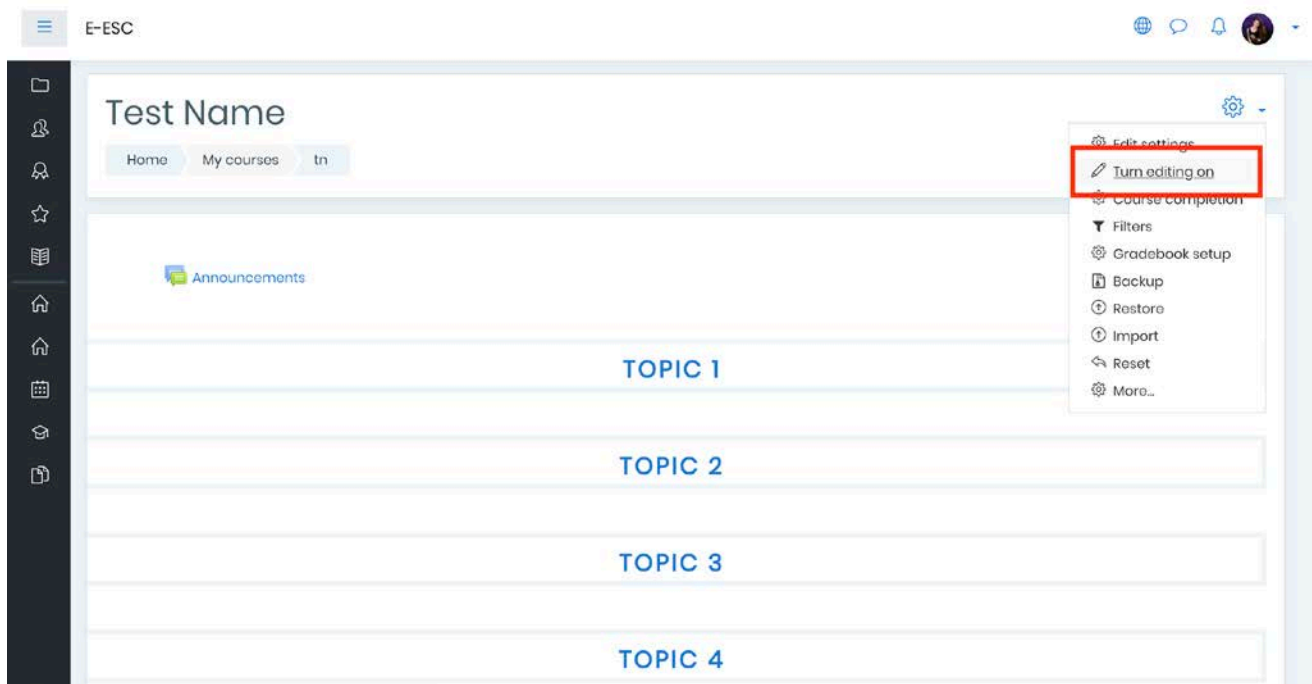 E-ESC
Test Name
Home My courses tn
Edit settings
Turn editing on
Course completion
Filters
Gradebook setup
Backup
Restore
Import
Reset
More...
Announcements
TOPIC 1
TOPIC 2
TOPIC 3
TOPIC 4